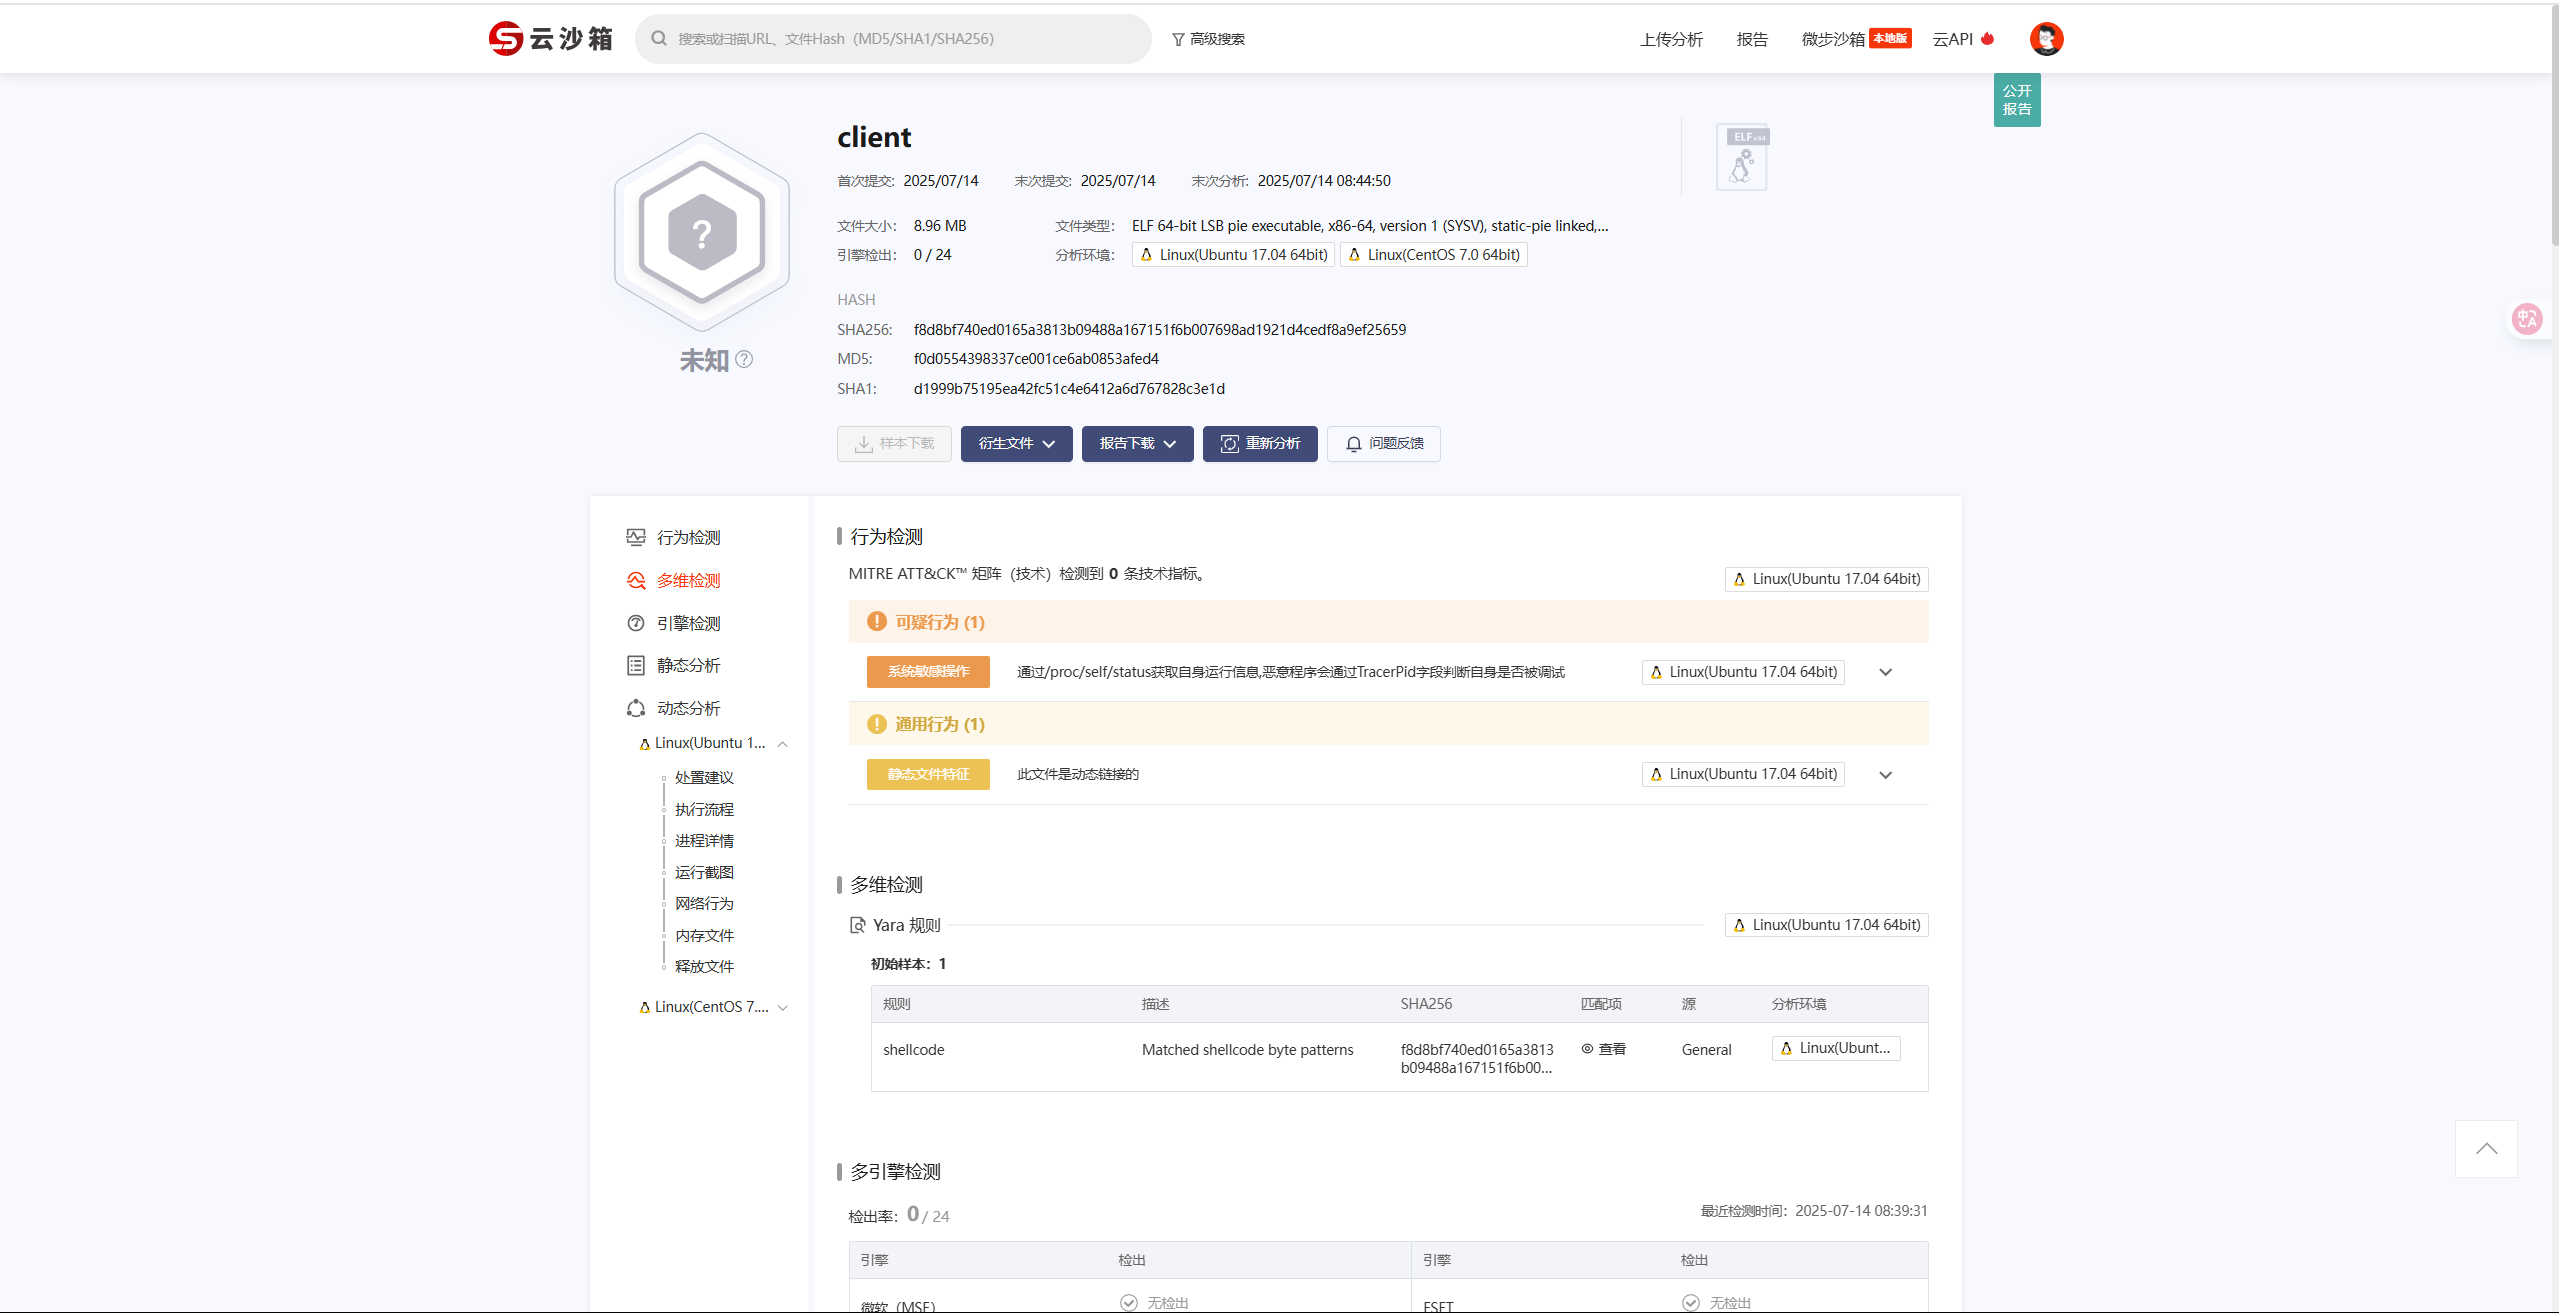 云沙箱
搜索或扫描URL、文件Hash（MD5/SHA1/SHA256）
高级搜索
上传分析
报告
微步沙箱 本地版
云API
公开
报告
client
ELF x64
首次提交: 2025/07/14 末次提交: 2025/07/14 末次分析: 2025/07/14 08:44:50
文件大小: 8.96 MB 文件类型: ELF 64-bit LSB pie executable, x86-64, version 1 (SYSV), static-pie linked,...
引擎检出: 0 / 24 分析环境: Linux(Ubuntu 17.04 64bit) Linux(CentOS 7.0 64bit)
HASH
SHA256: f8d8bf740ed0165a3813b09488a167151f6b007698ad1921d4cedf8a9ef25659
未知 ?
MD5: f0d0554398337ce001ce6ab0853afed4
SHA1: d1999b75195ea42fc51c4e6412a6d767828c3e1d
样本下载 衍生文件 报告下载 重新分析 问题反馈
行为检测
多维检测
引擎检测
静态分析
动态分析
Linux(Ubuntu 1...
处置建议
执行流程
进程详情
运行截图
网络行为
内存文件
释放文件
Linux(CentOS 7....
行为检测
MITRE ATT&CK™ 矩阵（技术）检测到 0 条技术指标。
Linux(Ubuntu 17.04 64bit)
可疑行为 (1)
系统敏感操作 通过/proc/self/status获取自身运行信息,恶意程序会通过TracerPid字段判断自身是否被调试 Linux(Ubuntu 17.04 64bit)
通用行为 (1)
静态文件特征 此文件是动态链接的 Linux(Ubuntu 17.04 64bit)
多维检测
Yara 规则 Linux(Ubuntu 17.04 64bit)
初始样本：1
规则 描述 SHA256 匹配项 源 分析环境
shellcode Matched shellcode byte patterns f8d8bf740ed0165a3813 查看 General Linux(Ubunt...
b09488a167151f6b00...
多引擎检测
检出率：0 / 24 最近检测时间：2025-07-14 08:39:31
引擎 检出 引擎 检出
微软（MSE） 无检出 ESET 无检出